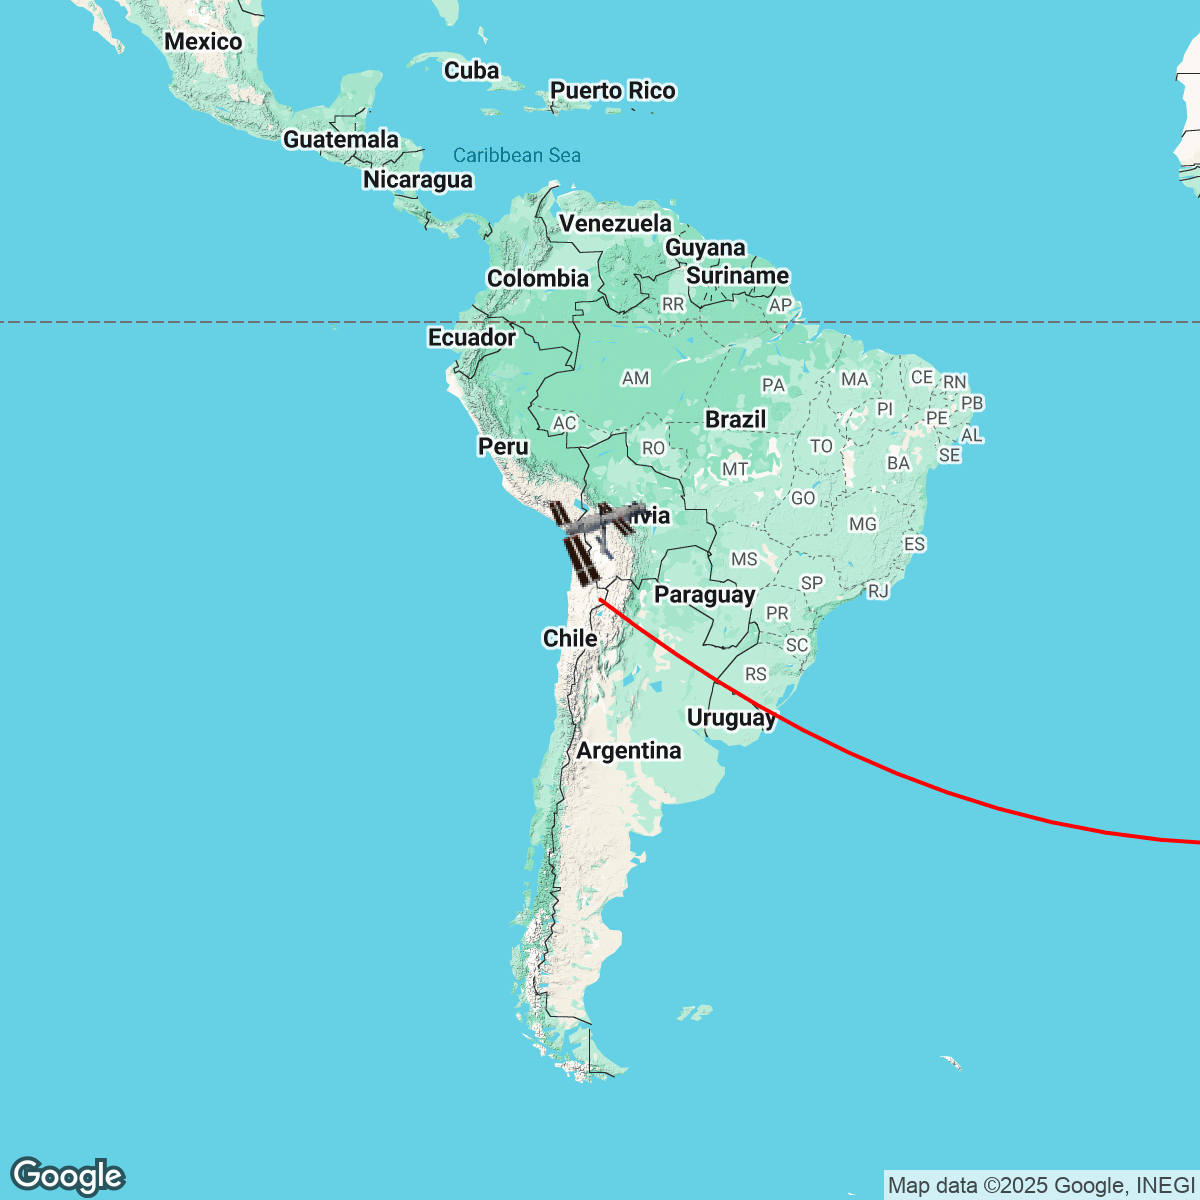 Mexico
Cuba
Puerto Rico
Guatemala
Caribbean Sea
Nicaragua
Venezuela
Guyana
Colombia
Suriname
RR
AP
Ecuador
AM
PA
MA
CE
RN
PB
PI
PE
AC
Brazil
AL
Peru
RO
TO
SE
MT
BA
GO
MG
ES
MS
SP
RJ
Paraguay
PR
Chile
SC
RS
Uruguay
Argentina
Google
Map data ©2025 Google, INEGI